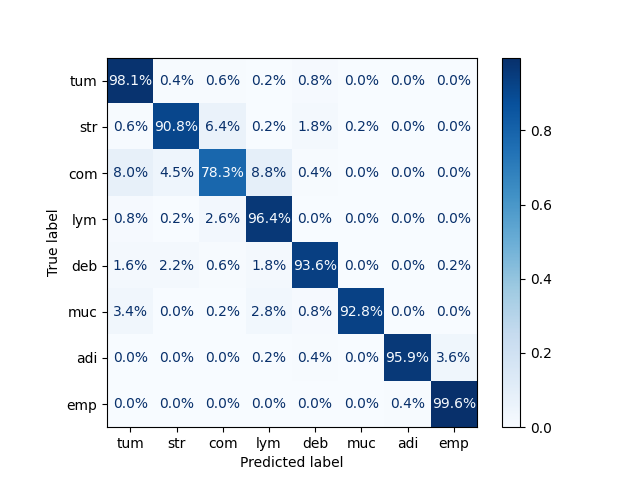 tum 98.1% 0.4% 0.6% 0.2% 0.8% 0.0% 0.0% 0.0%
str 0.6% 90.8% 6.4% 0.2% 1.8% 0.2% 0.0% 0.0%
com 8.0% 4.5% 78.3% 8.8% 0.4% 0.0% 0.0% 0.0%
lym 0.8% 0.2% 2.6% 96.4% 0.0% 0.0% 0.0% 0.0%
deb 1.6% 2.2% 0.6% 1.8% 93.6% 0.0% 0.0% 0.2%
muc 3.4% 0.0% 0.2% 2.8% 0.8% 92.8% 0.0% 0.0%
adi 0.0% 0.0% 0.0% 0.2% 0.4% 0.0% 95.9% 3.6%
emp 0.0% 0.0% 0.0% 0.0% 0.0% 0.0% 0.4% 99.6%
tum str com lym deb muc adi emp
Predicted label
True label
0.8
0.6
0.4
0.2
0.0